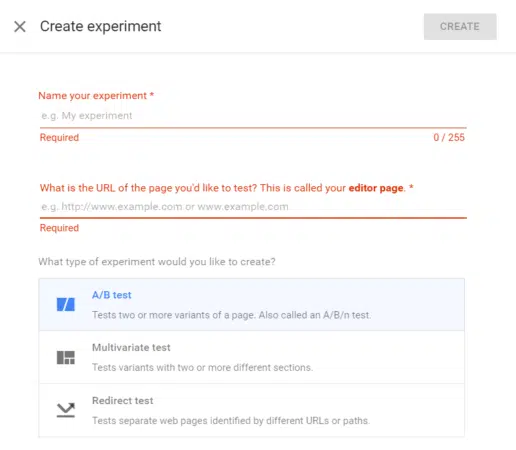 Create experiment
CREATE
Name your experiment *
e.g. My experiment
Required
0 / 255
What is the URL of the page you'd like to test? This is called your editor page. *
e.g. http://www.example.com or www.example.com
Required
What type of experiment would you like to create?
A/B test
Tests two or more variants of a page. Also called an A/B/n test.
Multivariate test
Tests variants with two or more different sections.
Redirect test
Tests separate web pages identified by different URLs or paths.